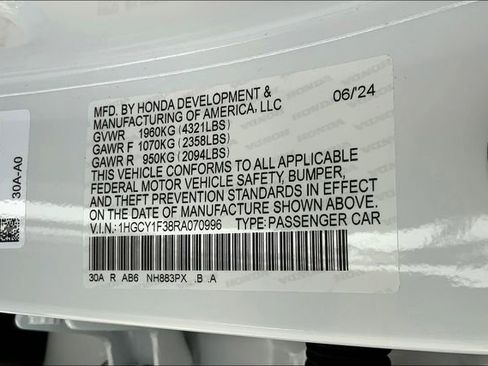 MFD. BY HONDA DEVELOPMENT & 06/'24
MANUFACTURING OF AMERICA, LLC
GVWR 1960KG (4321LBS)
GAWR F 1070KG (2358LBS)
GAWR R 950KG (2094LBS)
THIS VEHICLE CONFORMS TO ALL APPLICABLE
FEDERAL MOTOR VEHICLE SAFETY, BUMPER,
AND THEFT PREVENTION STANDARDS IN EFFECT
ON THE DATE OF MANUFACTURE SHOWN ABOVE.
V.I.N.: 1HGCY1F38RA070996 TYPE: PASSENGER CAR
30A R AB6 NH883PX .B .A
30A-A0